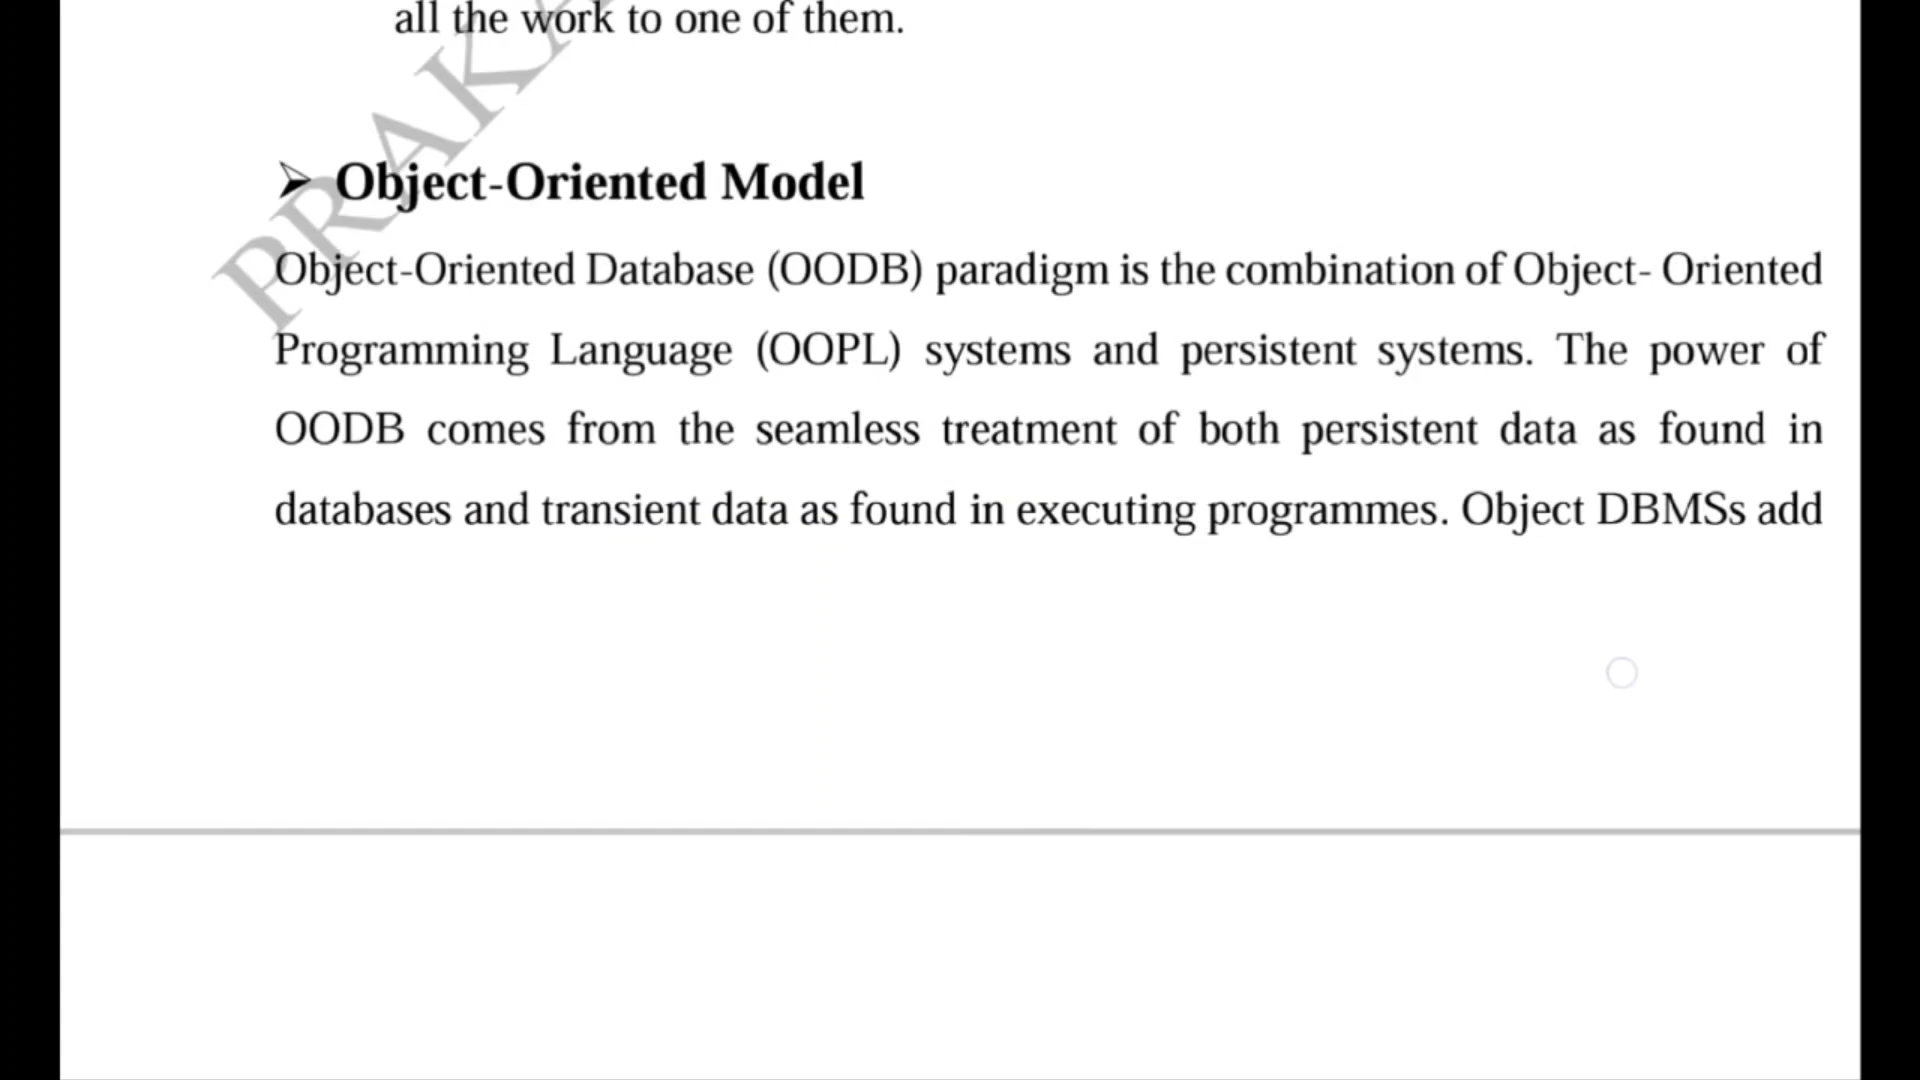 all the work to one of them.
➢ Object-Oriented Model
Object-Oriented Database (OODB) paradigm is the combination of Object- Oriented
Programming Language (OOPL) systems and persistent systems. The power of
OODB comes from the seamless treatment of both persistent data as found in
databases and transient data as found in executing programmes. Object DBMSs add